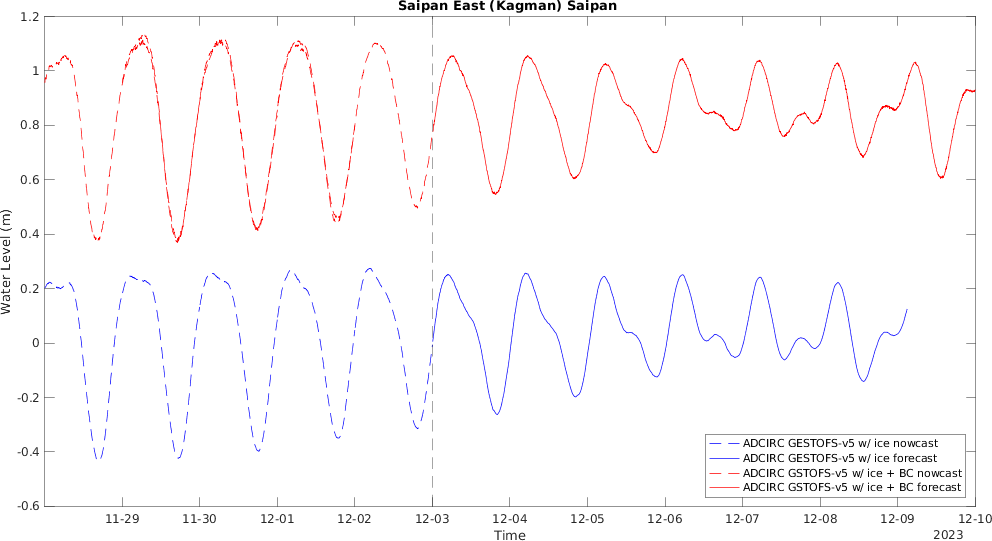 Saipan East (Kagman) Saipan
Water Level (m)
1.2
1
0.8
0.6
0.4
0.2
0
-0.2
-0.4
-0.6
ADCIRC GESTOFS-v5 w/ ice nowcast
ADCIRC GESTOFS-v5 w/ ice forecast
ADCIRC GSTOFS-v5 w/ ice + BC nowcast
ADCIRC GSTOFS-v5 w/ ice + BC forecast
11-29 11-30 12-01 12-02 12-03 12-04 12-05 12-06 12-07 12-08 12-09 12-10
Time
2023